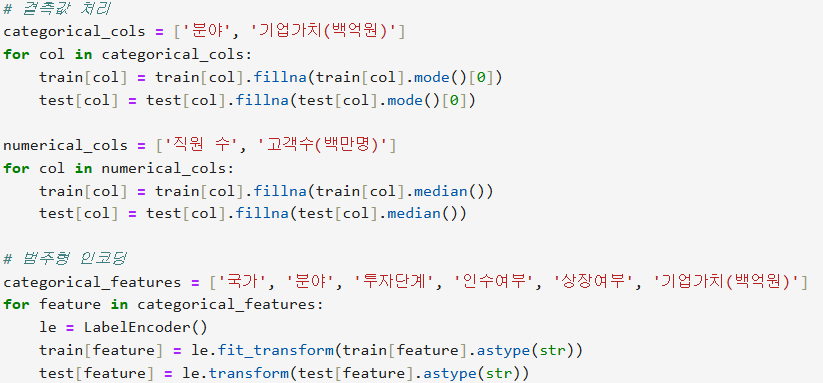 # 결측값 처리
categorical_cols = ['분야', '기업가치(백억원)']
for col in categorical_cols:
    train[col] = train[col].fillna(train[col].mode()[0])
    test[col] = test[col].fillna(test[col].mode()[0])

numerical_cols = ['직원 수', '고객수(백만명)']
for col in numerical_cols:
    train[col] = train[col].fillna(train[col].median())
    test[col] = test[col].fillna(test[col].median())

# 범주형 인코딩
categorical_features = ['국가', '분야', '투자단계', '인수여부', '상장여부', '기업가치(백억원)']
for feature in categorical_features:
    le = LabelEncoder()
    train[feature] = le.fit_transform(train[feature].astype(str))
    test[feature] = le.transform(test[feature].astype(str))